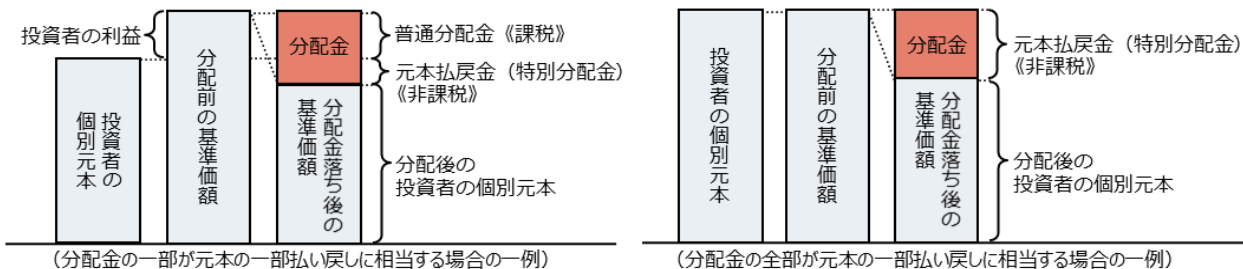 投資者の利益
投資者の
個別元本
分配前の基準価額
分配金
分配金落ち後の
基準価額
普通分配金《課税》
元本払戻金（特別分配金）
《非課税》
分配後の
投資者の個別元本
（分配金の一部が元本の一部払い戻しに相当する場合の一例）
投資者の個別元本
分配前の基準価額
分配金
分配金落ち後の
基準価額
元本払戻金（特別分配金）
《非課税》
分配後の
投資者の個別元本
（分配金の全部が元本の一部払い戻しに相当する場合の一例）